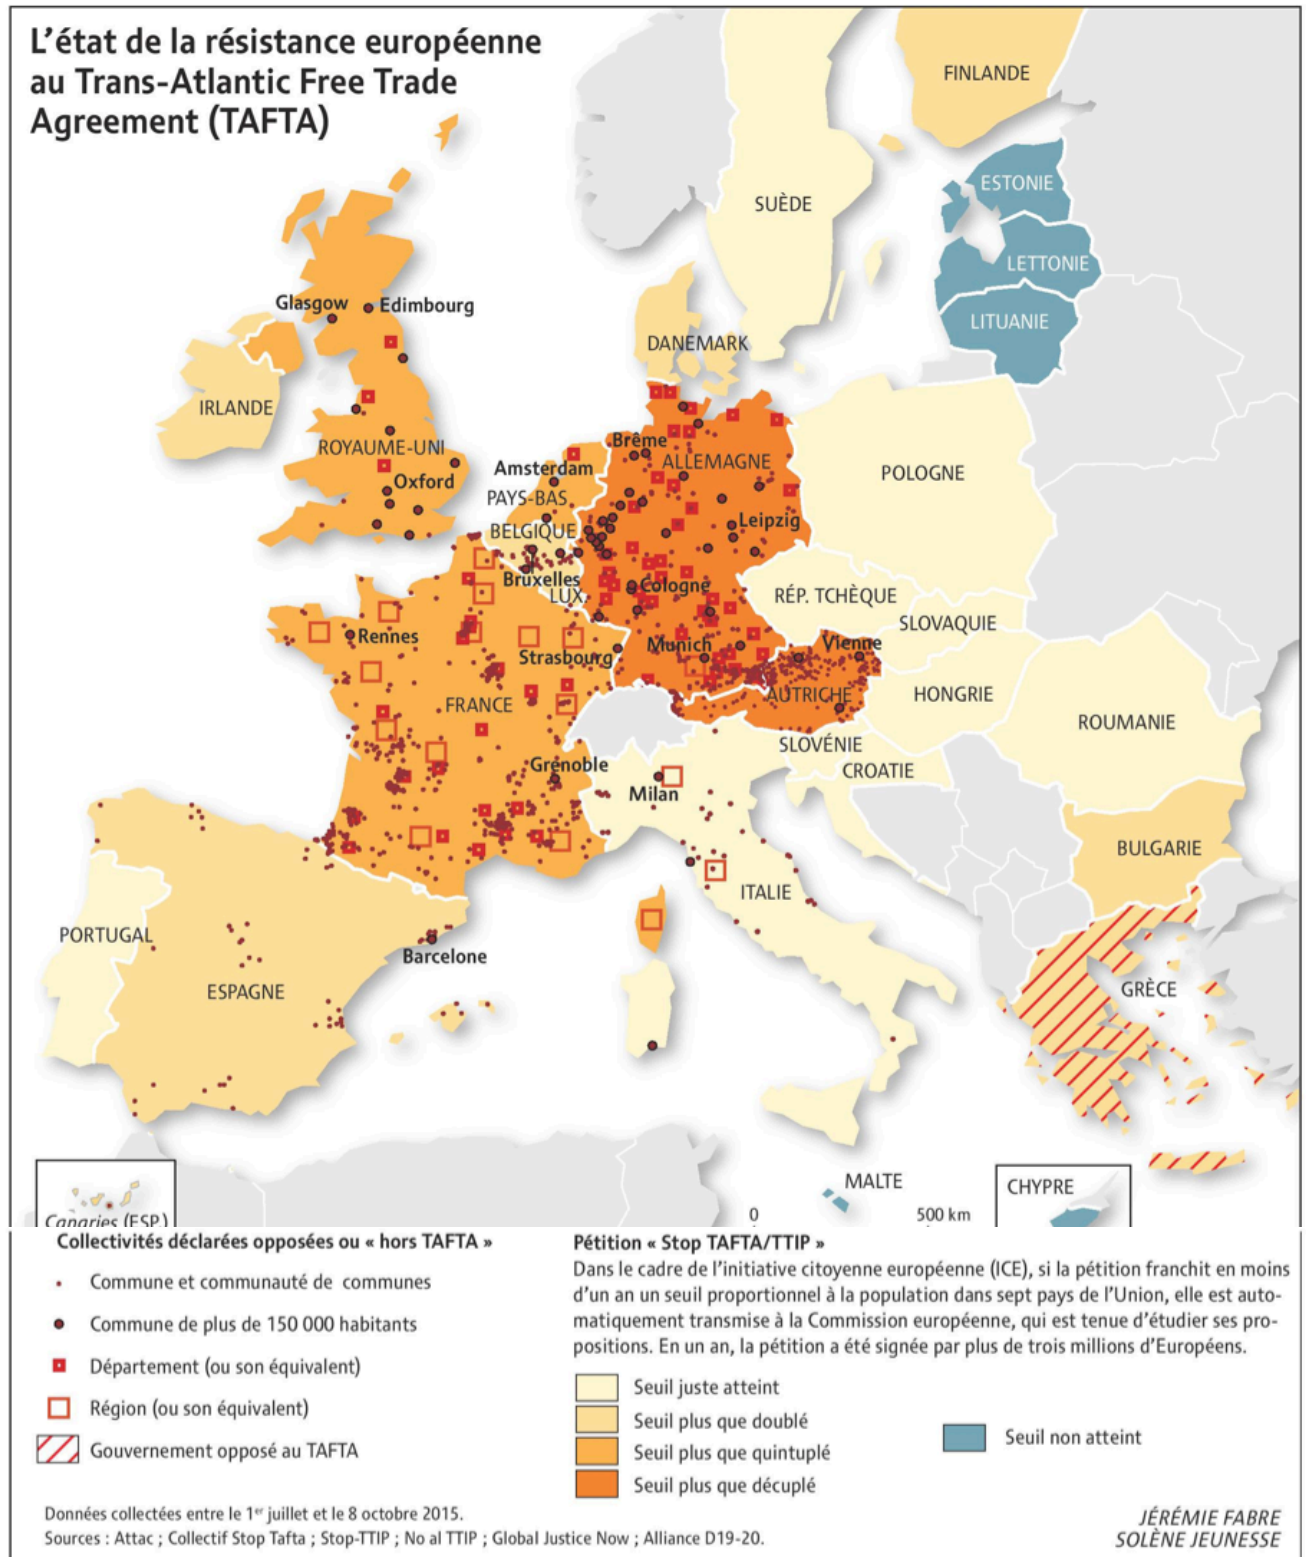 L'état de la résistance européenne
au Trans-Atlantic Free Trade
Agreement (TAFTA)
FINLANDE
ESTONIE
SUÈDE
LETTONIE
Glasgow
Edimbourg
LITUANIE
DANEMARK
IRLANDE
ROYAUME-UNI
Brême
ALLEMAGNE
Amsterdam
POLOGNE
Oxford
PAYS-BAS
Leipzig
BELGIQUE
Bruxelles
Cologne
LUX.
RÉP. TCHÈQUE
SLOVAQUIE
Rennes
Munich
Vienne
Strasbourg
AUTRICHE
HONGRIE
FRANCE
ROUMANIE
SLOVÉNIE
Grenoble
CROATIE
Milan
BULGARIE
ITALIE
PORTUGAL
Barcelone
ESPAGNE
GRÈCE
MALTE
CHYPRE
0
500 km
Canaries (ESP.)
Collectivités déclarées opposées ou « hors TAFTA »
Commune et communauté de communes
Commune de plus de 150 000 habitants
Département (ou son équivalent)
Région (ou son équivalent)
Gouvernement opposé au TAFTA
Pétition « Stop TAFTA/TTIP »
Dans le cadre de l'initiative citoyenne européenne (ICE), si la pétition franchit en moins
d'un an un seuil proportionnel à la population dans sept pays de l'Union, elle est auto-
matiquement transmise à la Commission européenne, qui est tenue d'étudier ses pro-
positions. En un an, la pétition a été signée par plus de trois millions d'Européens.
Seuil juste atteint
Seuil plus que doublé
Seuil plus que quintuplé
Seuil plus que décuplé
Seuil non atteint
Données collectées entre le 1er juillet et le 8 octobre 2015.
Sources : Attac ; Collectif Stop Tafta ; Stop-TTIP ; No al TTIP ; Global Justice Now ; Alliance D19-20.
JÉRÉMIE FABRE
SOLÈNE JEUNESSE